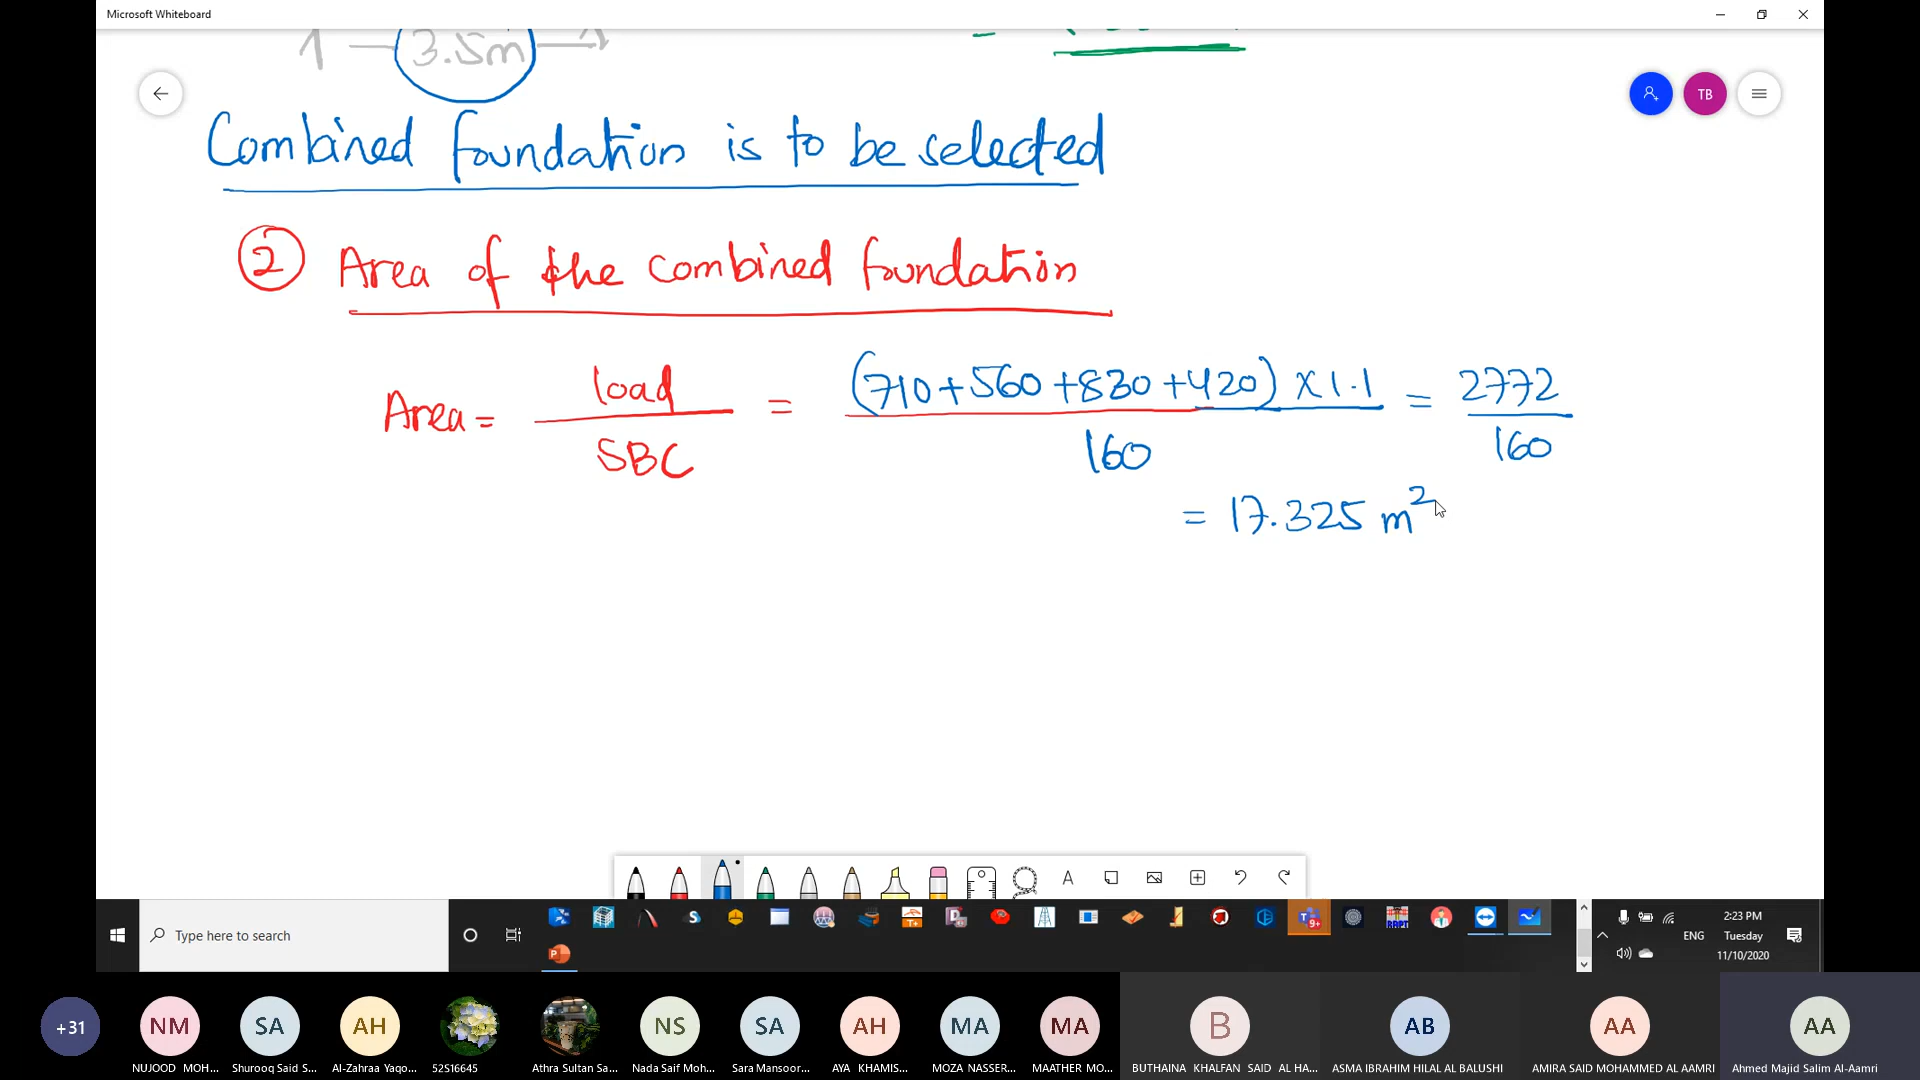 Microsoft Whiteboard
3.5m
TB
Combined foundation is to be selected
2 Area of the combined foundation
Area = load / SBC = (710+560+830+420) x 1.1 / 160 = 2772 / 160
= 17.325 m²
A
Type here to search
ENG
2:23 PM
Tuesday
11/10/2020
+31
NM
SA
AH
NS
SA
AH
MA
MA
B
AB
AA
AA
NUJOOD MOH...
Shurooq Said S...
Al-Zahraa Yaqo...
52S16645
Athra Sultan Sa...
Nada Saif Moh...
Sara Mansoor...
AYA KHAMIS...
MOZA NASSER...
MAATHER MO...
BUTHAINA KHALFAN SAID AL HA...
ASMA IBRAHIM HILAL AL BALUSHI
AMIRA SAID MOHAMMED AL AAMRI
Ahmed Majid Salim Al-Aamri